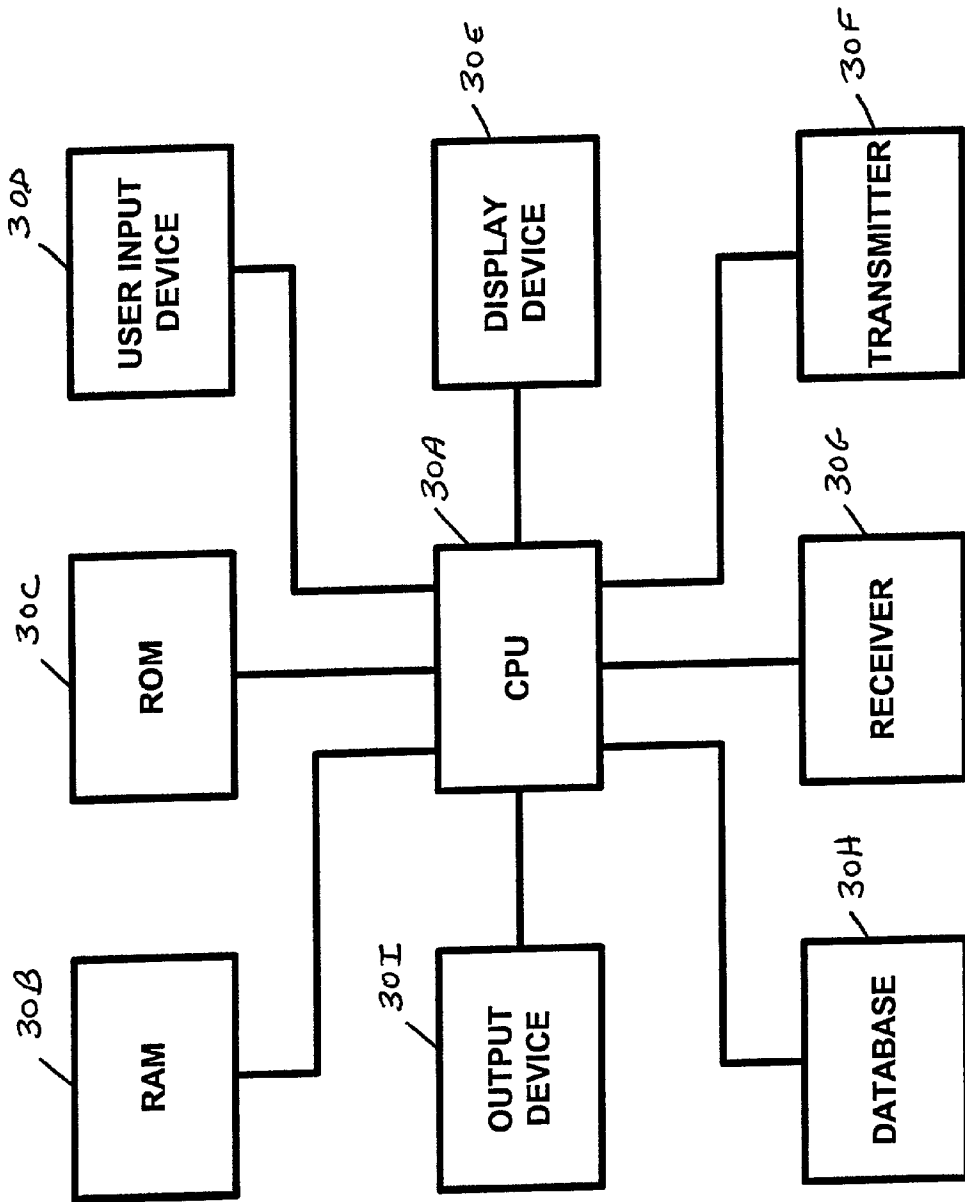 30B
RAM
30C
ROM
30D
USER INPUT
DEVICE
30I
OUTPUT
DEVICE
30A
CPU
30E
DISPLAY
DEVICE
30H
DATABASE
30G
RECEIVER
30F
TRANSMITTER